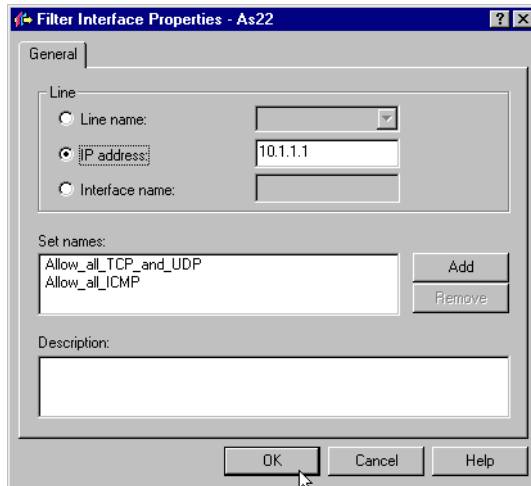 Filter Interface Properties - As22
General
Line
Line name:
IP address: 10.1.1.1
Interface name:
Set names:
Allow_all_TCP_and_UDP
Allow_all_ICMP
Add
Remove
Description:
OK Cancel Help